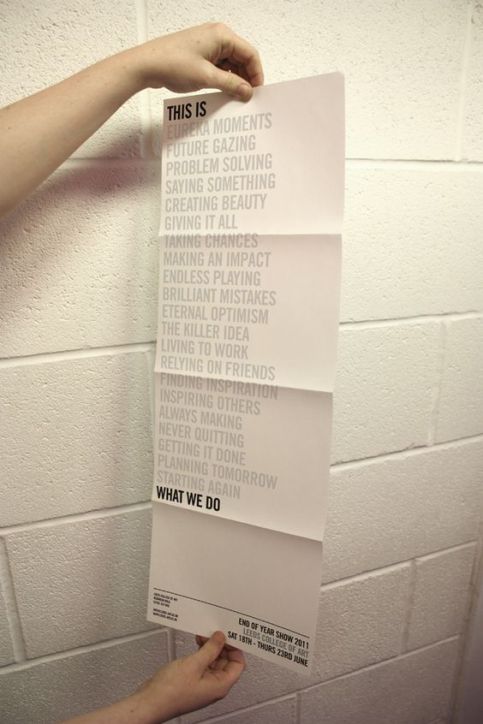 THIS IS
EUREKA MOMENTS
FUTURE GAZING
PROBLEM SOLVING
SAYING SOMETHING
CREATING BEAUTY
GIVING IT ALL
TAKING CHANCES
MAKING AN IMPACT
ENDLESS PLAYING
BRILLIANT MISTAKES
ETERNAL OPTIMISM
THE KILLER IDEA
LIVING TO WORK
RELYING ON FRIENDS
FINDING INSPIRATION
INSPIRING OTHERS
ALWAYS MAKING
NEVER QUITTING
GETTING IT DONE
PLANNING TOMORROW
STARTING AGAIN
WHAT WE DO
END OF YEAR SHOW 2011
LEEDS COLLEGE OF ART
SAT 18TH - THURS 23RD JUNE